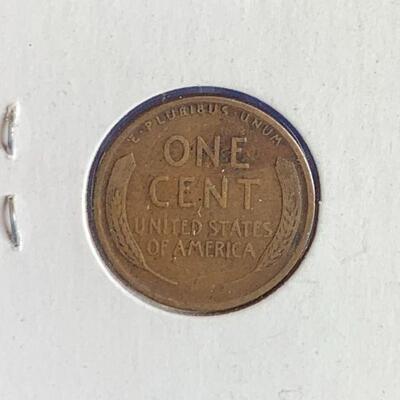 E·PLURIBUS·UNUM
ONE
CENT
UNITED STATES
OF AMERICA